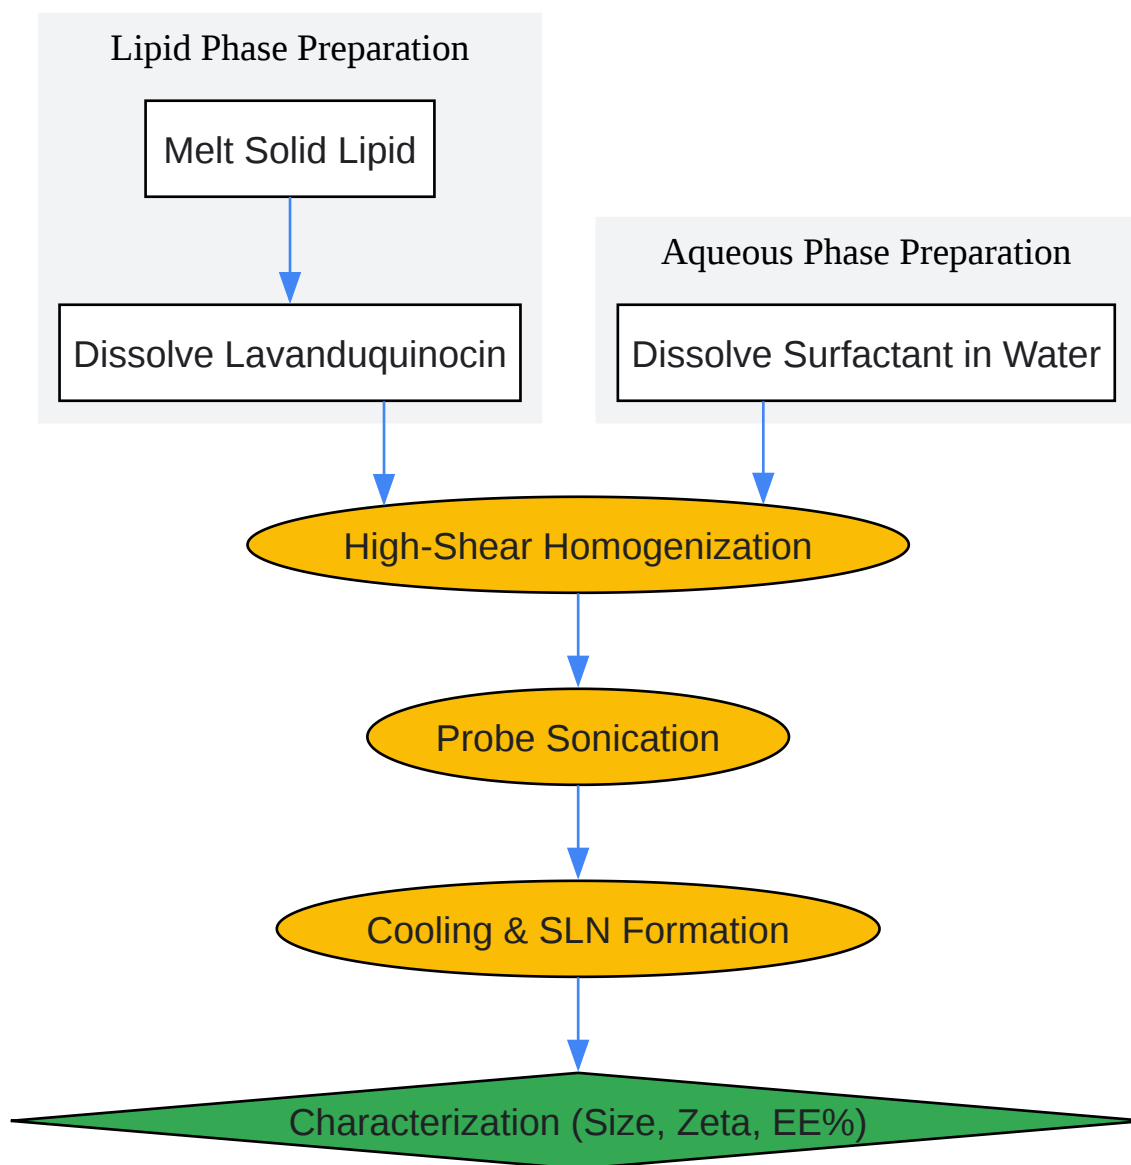 Lipid Phase Preparation
Melt Solid Lipid
Aqueous Phase Preparation
Dissolve Lavanduquinocin
Dissolve Surfactant in Water
High-Shear Homogenization
Probe Sonication
Cooling & SLN Formation
Characterization (Size, Zeta, EE%)